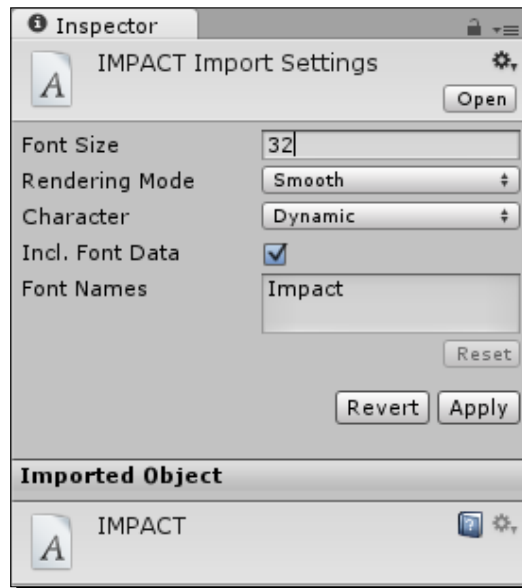 Inspector
IMPACT Import Settings
A
Open
Font Size 32
Rendering Mode Smooth
Character Dynamic
Incl. Font Data
Font Names Impact
Reset
Revert Apply
Imported Object
IMPACT
A